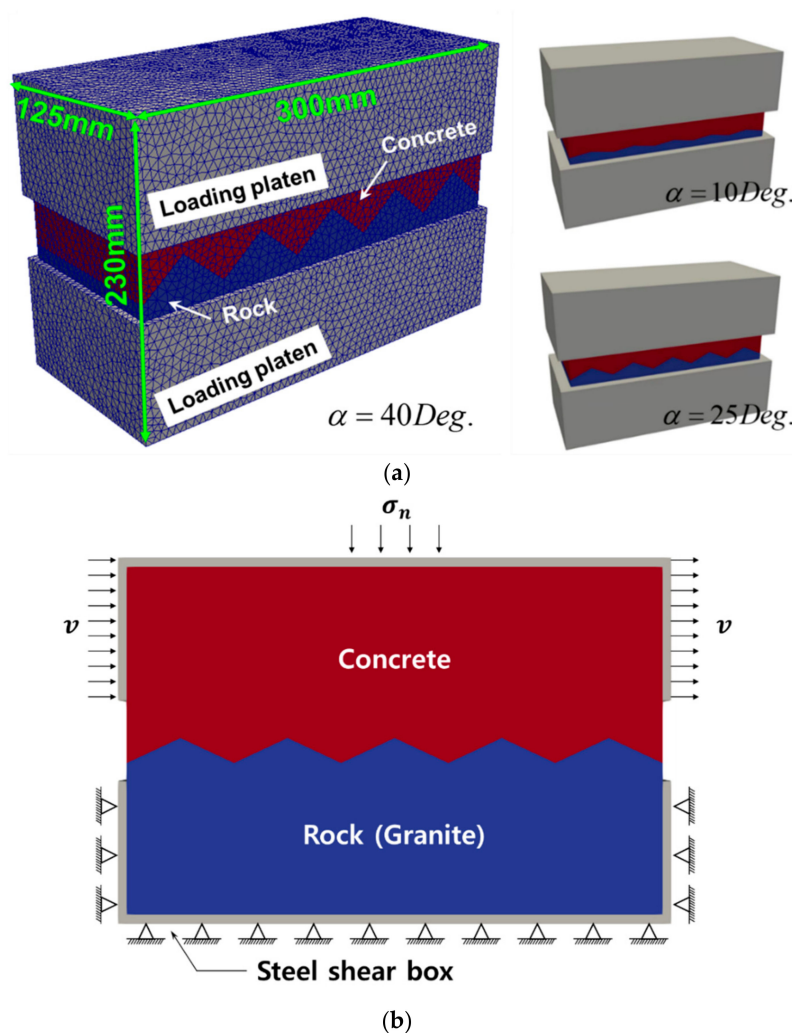 125mm
300mm
Concrete
Loading platen
230mm
Rock
Loading platen
α = 40Deg.
α = 10Deg.
α = 25Deg.
(a)
σn
v
v
Concrete
Rock (Granite)
Steel shear box
(b)